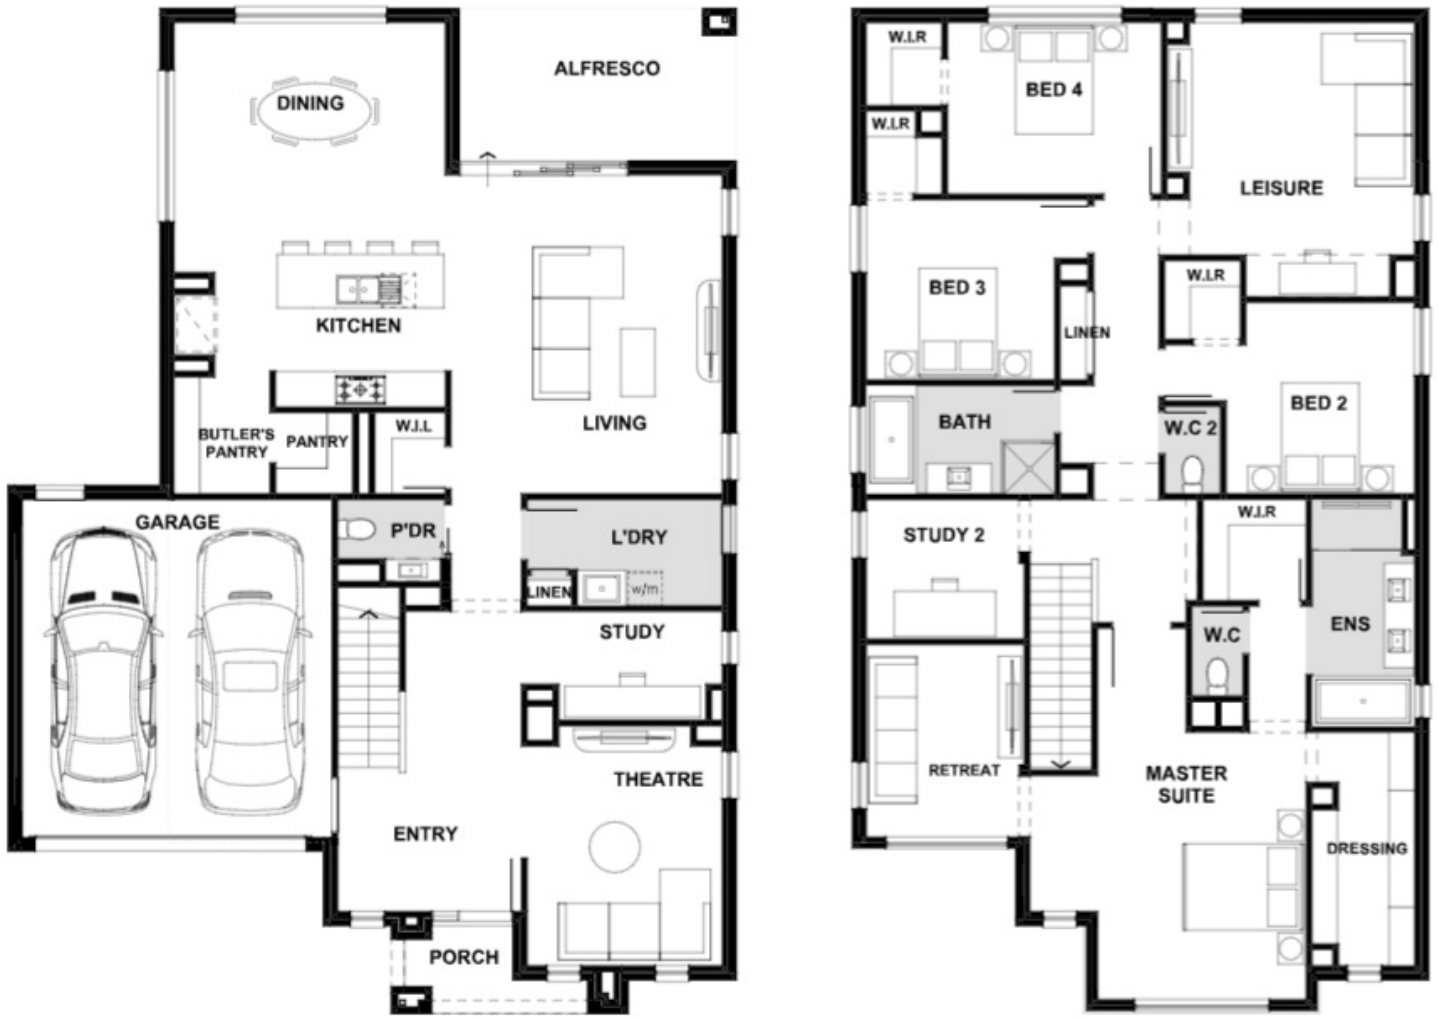 ALFRESCO
DINING
KITCHEN
LIVING
BUTLER'S
PANTRY
PANTRY
W.I.L
GARAGE
P'DR
L'DRY
LINEN
w/m
STUDY
THEATRE
ENTRY
PORCH
W.I.R
BED 4
W.I.R
LEISURE
BED 3
W.I.R
LINEN
BATH
W.C 2
BED 2
STUDY 2
W.I.R
W.C
ENS
RETREAT
MASTER
SUITE
DRESSING